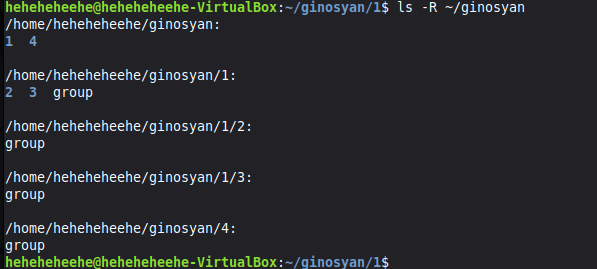 heheheheehe@heheheheehe-VirtualBox:~/ginosyan/1$ ls -R ~/ginosyan
/home/heheheheehe/ginosyan:
1  4

/home/heheheheehe/ginosyan/1:
2  3  group

/home/heheheheehe/ginosyan/1/2:
group

/home/heheheheehe/ginosyan/1/3:
group

/home/heheheheehe/ginosyan/4:
group
heheheheehe@heheheheehe-VirtualBox:~/ginosyan/1$